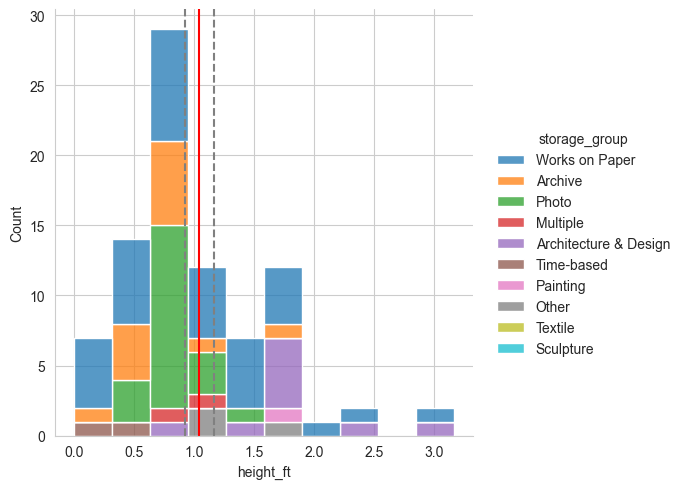 30
25
20
15
10
5
0
Count
0.0 0.5 1.0 1.5 2.0 2.5 3.0
height_ft
storage_group
Works on Paper
Archive
Photo
Multiple
Architecture & Design
Time-based
Painting
Other
Textile
Sculpture